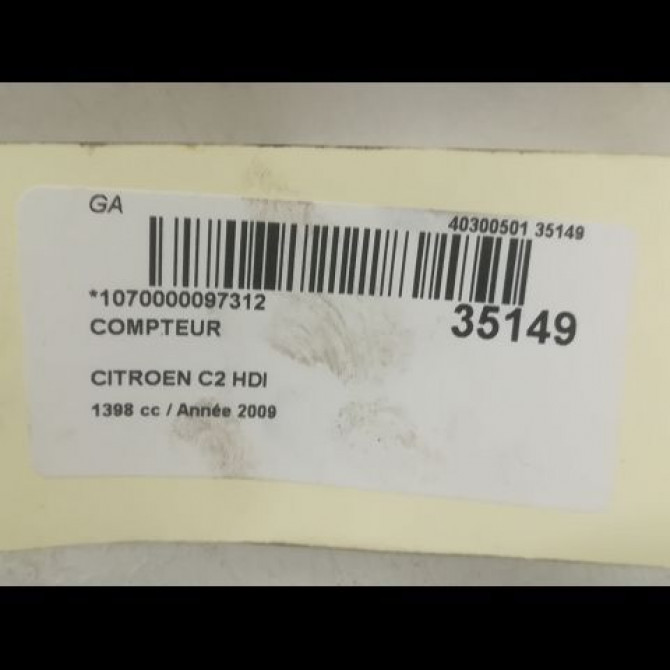 GA
40300501 35149
*1070000097312
35149
COMPTEUR
CITROEN C2 HDI
1398 cc / Année 2009